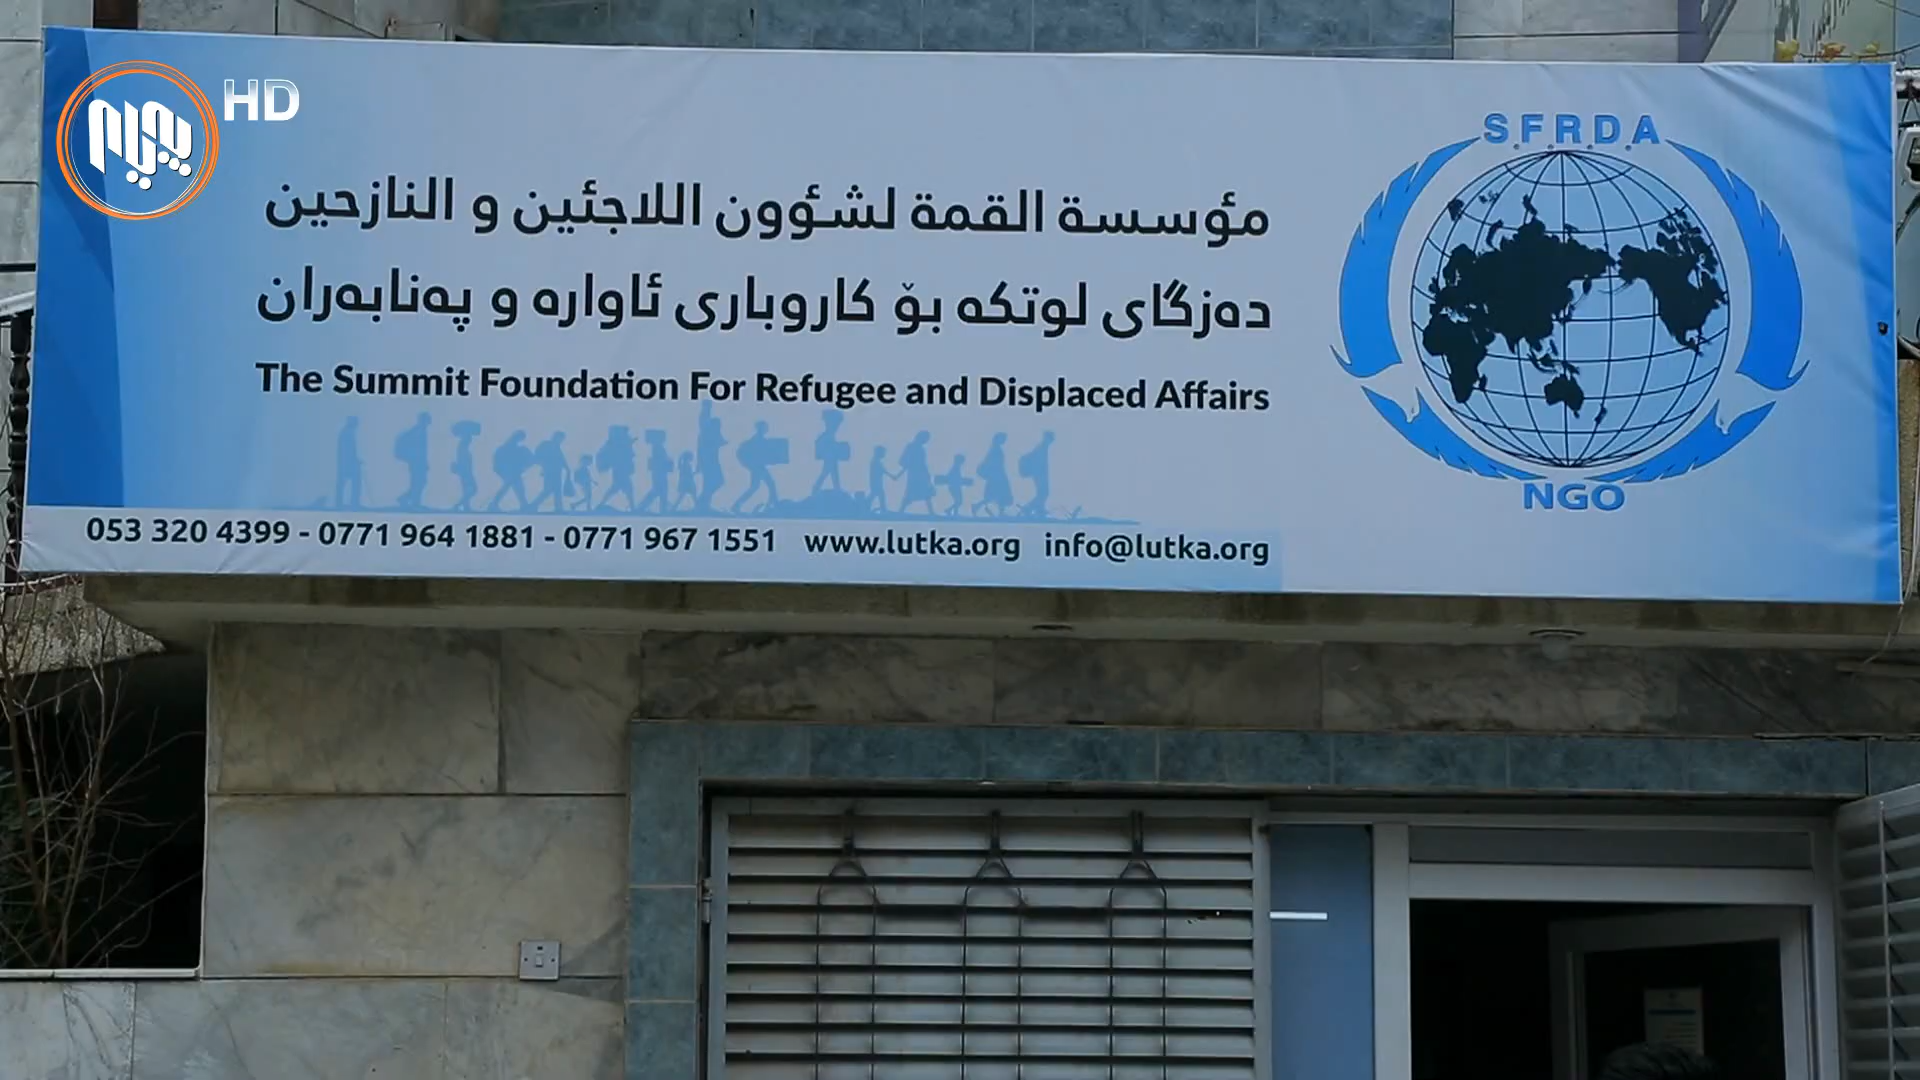 پەیام HD
S.F.R.D.A
مؤسسة القمة لشؤون اللاجئين و النازحين
دەزگای لوتکە بۆ کاروباری ئاوارە و پەنابەران
The Summit Foundation For Refugee and Displaced Affairs
NGO
053 320 4399 - 0771 964 1881 - 0771 967 1551 www.lutka.org info@lutka.org